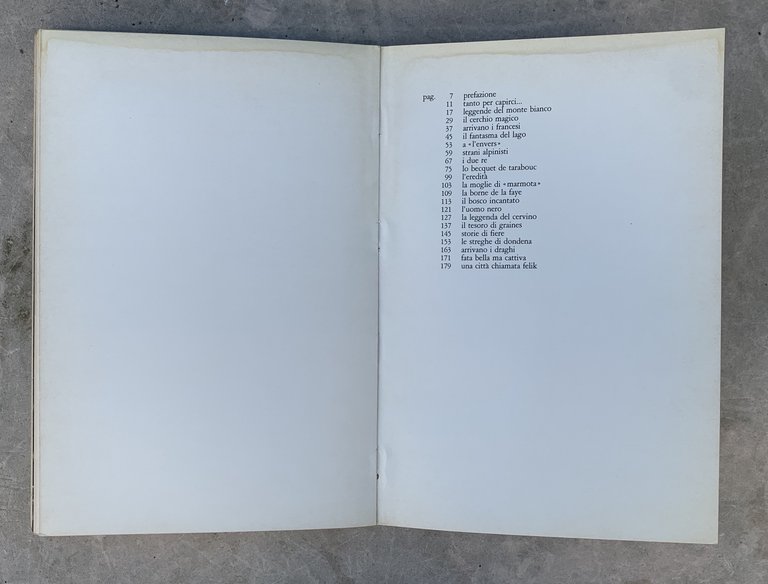 pag. 7 prefazione
11 tanto per capirci...
17 leggende del monte bianco
29 il cerchio magico
37 arrivano i francesi
45 il fantasma del lago
53 a «l'envers»
59 strani alpinisti
67 i due re
75 lo becquet de tarabouc
99 l'eredità
103 la moglie di «marmota»
109 la borne de la faye
113 il bosco incantato
121 l'uomo nero
127 la leggenda del cervino
137 il tesoro di graines
145 storie di fiere
153 le streghe di dondena
163 arrivano i draghi
171 fata bella ma cattiva
179 una città chiamata felik